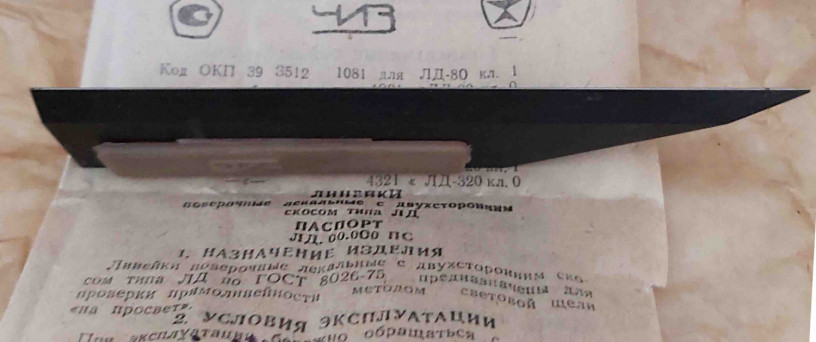 ЧИЗ
Код ОКП 39 3512 1081 для ЛД-80 кл. 1
кл. 0
4321 « ЛД-320 кл. 0
ЛИНЕЙКИ
поверочные лекальные с двухсторонним
скосом типа ЛД
ПАСПОРТ
ЛД. 00.000 ПС
1. НАЗНАЧЕНИЕ ИЗДЕЛИЯ
Линейки поверочные лекальные с двухсторонним ско-
сом типа ЛД по ГОСТ 8026-75, предназначены для
проверки прямолинейности методом световой щели
«на просвет».
2. УСЛОВИЯ ЭКСПЛУАТАЦИИ
При эксплуатации бережно обращаться с